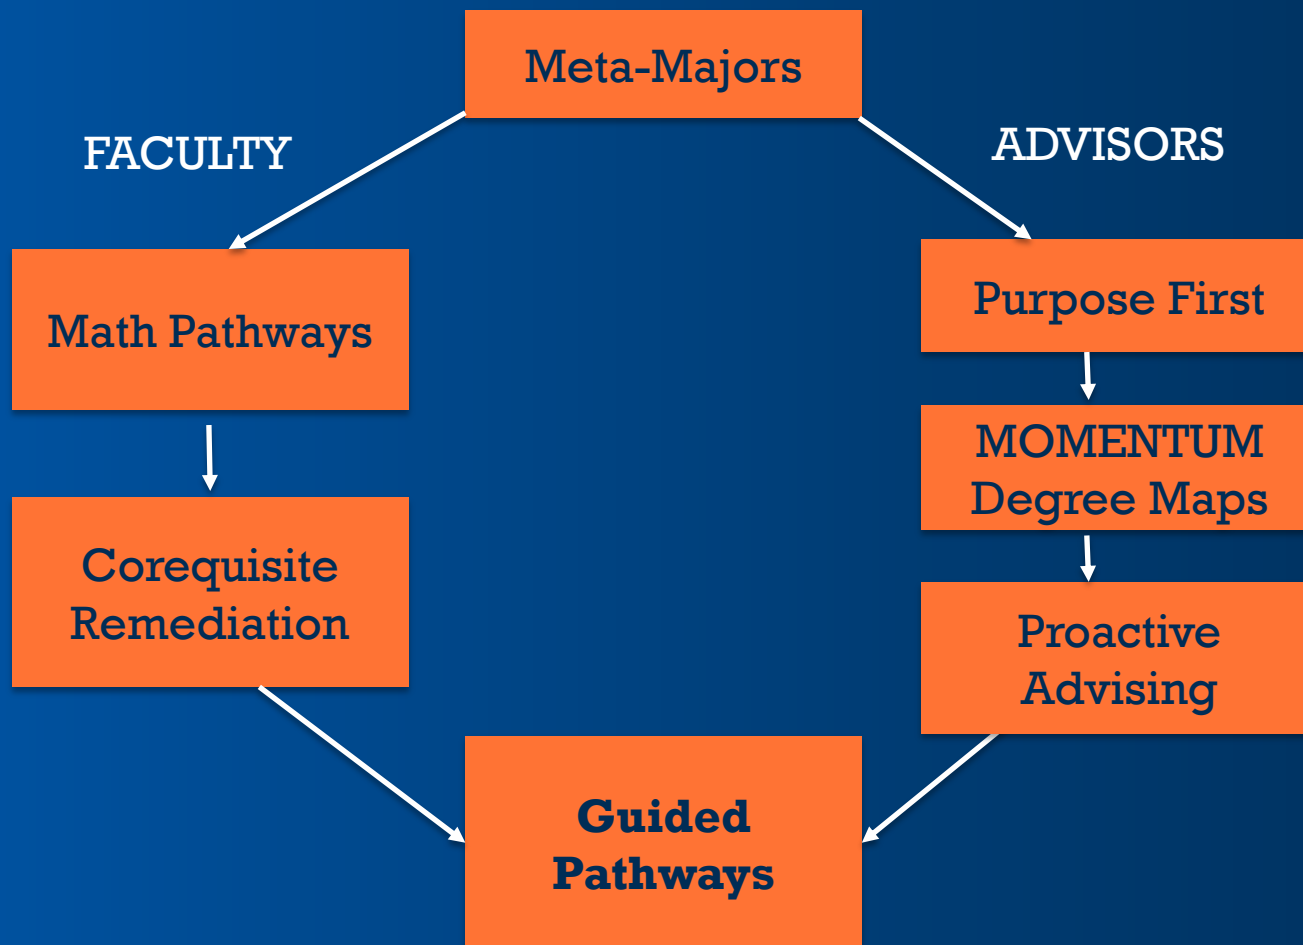 Meta-Majors
FACULTY
ADVISORS
Math Pathways
Purpose First
MOMENTUM
Degree Maps
Corequisite
Remediation
Proactive
Advising
Guided
Pathways